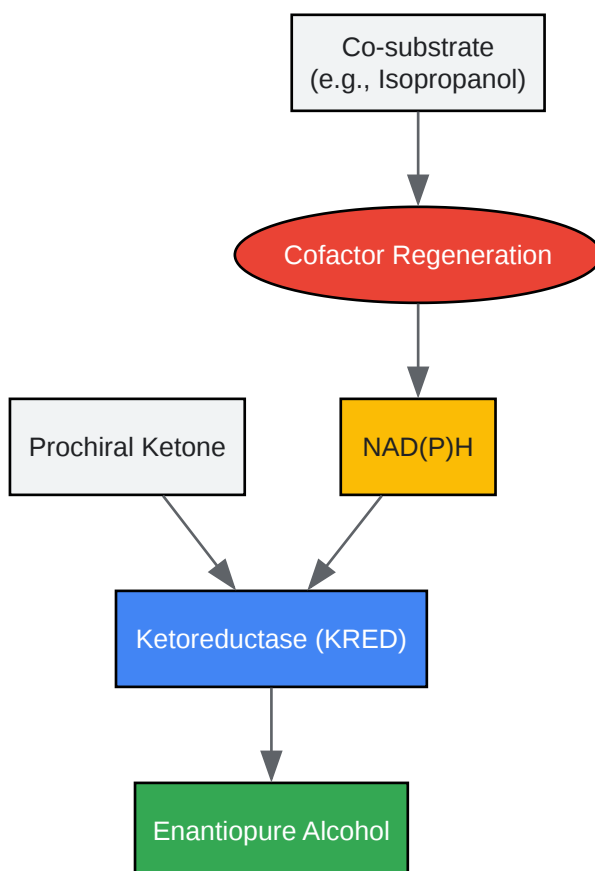 Co-substrate
(e.g., Isopropanol)
Cofactor Regeneration
Prochiral Ketone
NAD(P)H
Ketoreductase (KRED)
Enantiopure Alcohol